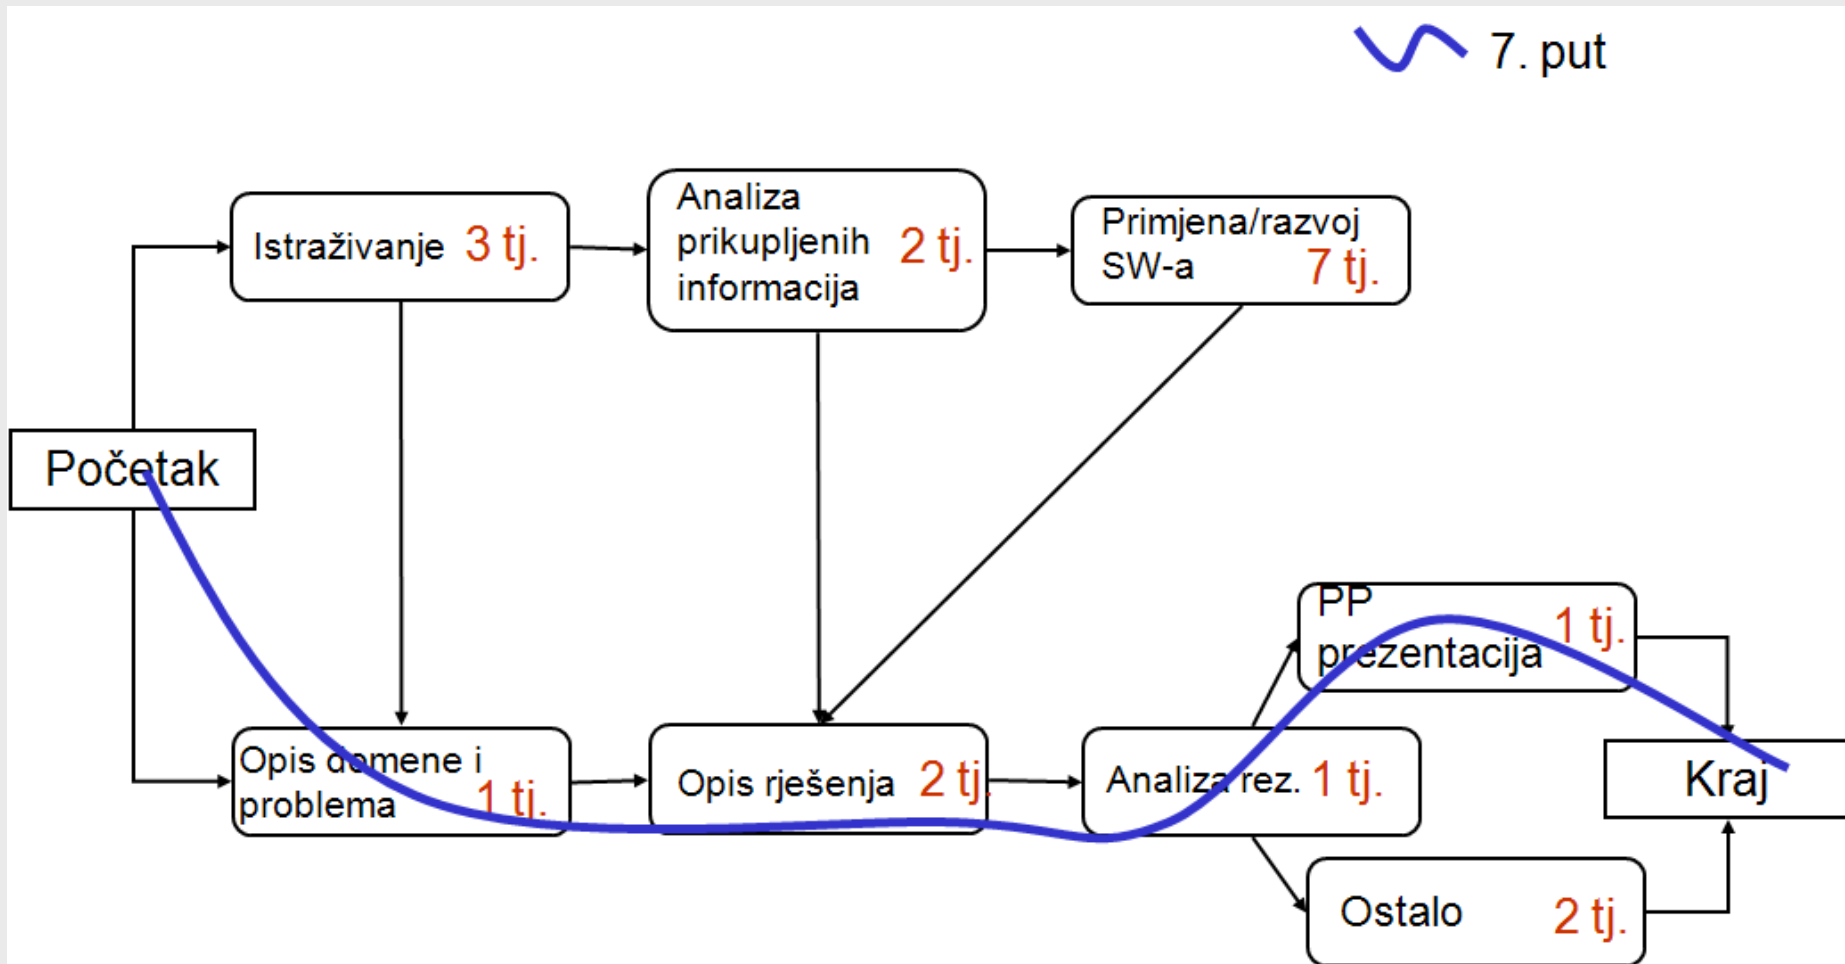 7. put
Istraživanje 3 tj.
Analiza
prikupljenih 2 tj.
informacija
Primjena/razvoj
SW-a 7 tj.
Početak
PP
prezentacija 1 tj.
Opis domene i
problema 1 tj.
Opis rješenja 2 tj.
Analiza rez. 1 tj.
Kraj
Ostalo 2 tj.